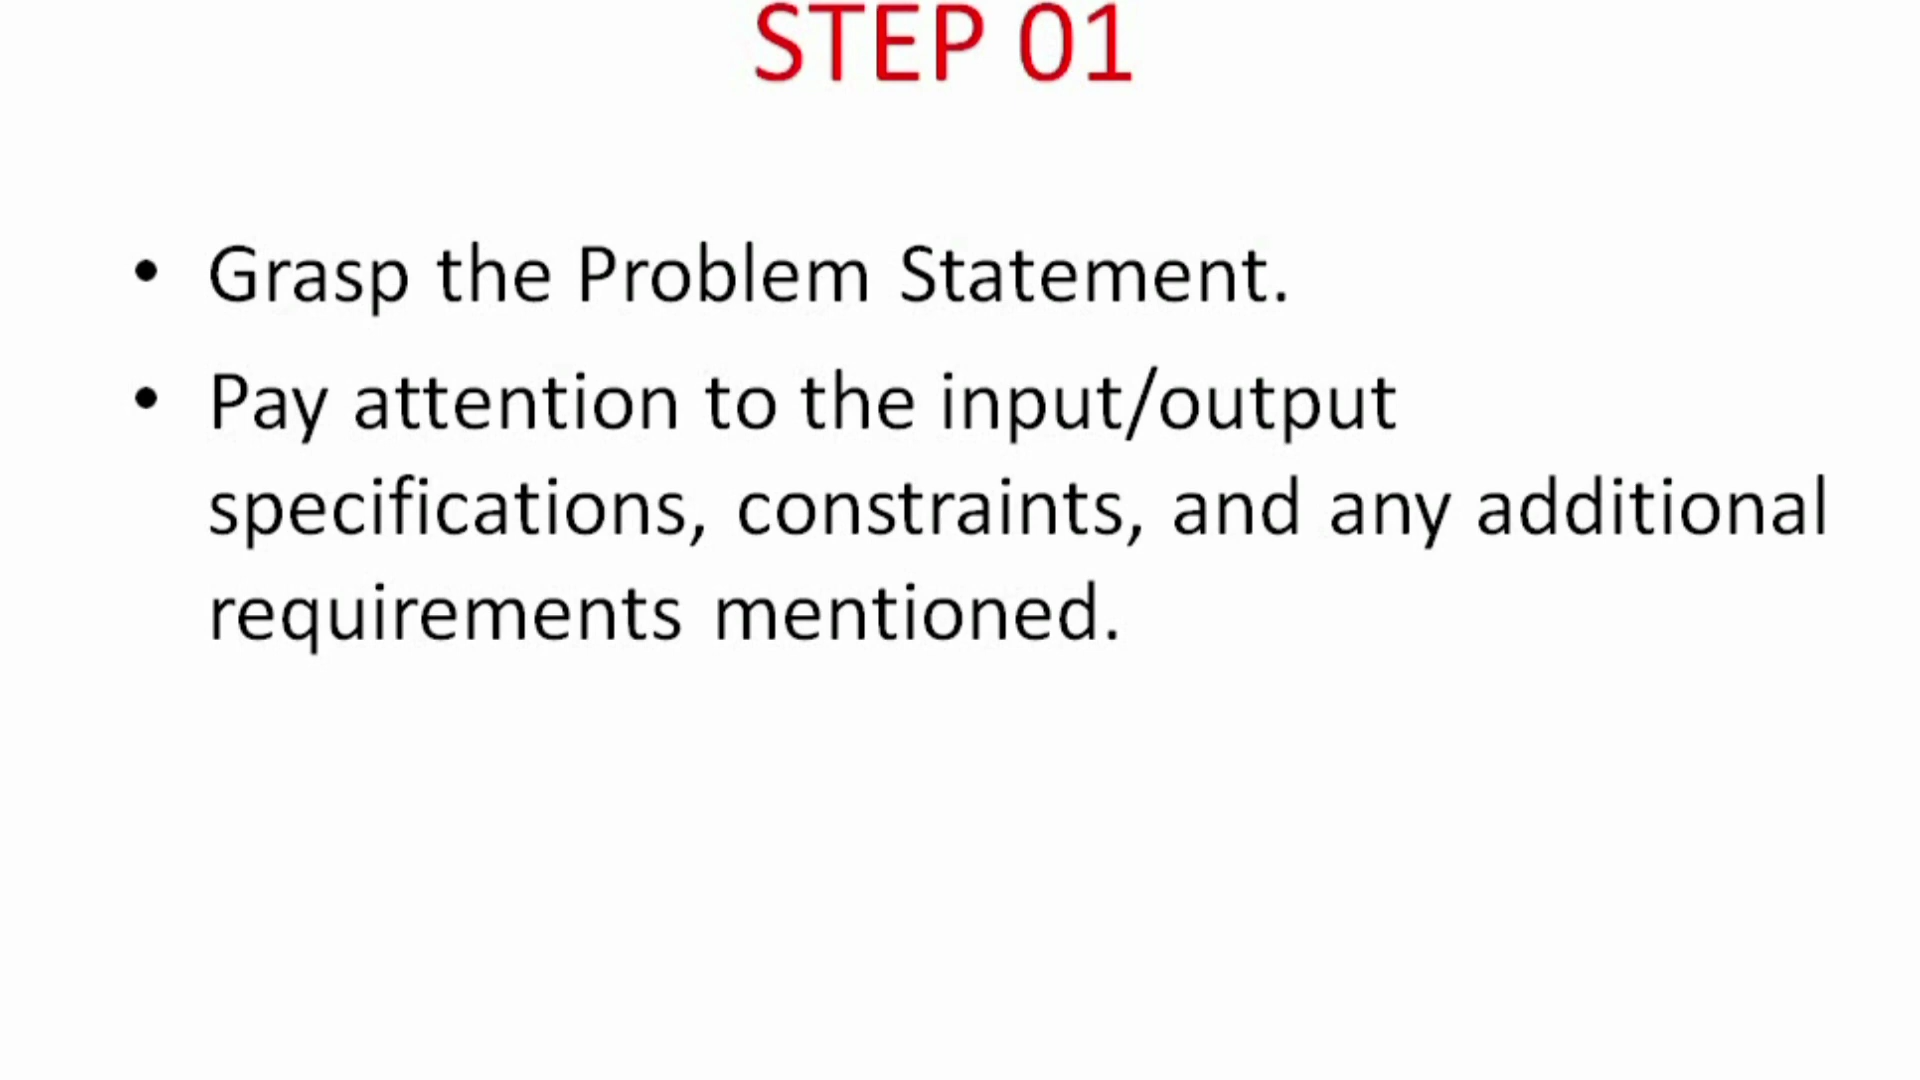 STEP 01
• Grasp the Problem Statement.
• Pay attention to the input/output
specifications, constraints, and any additional
requirements mentioned.